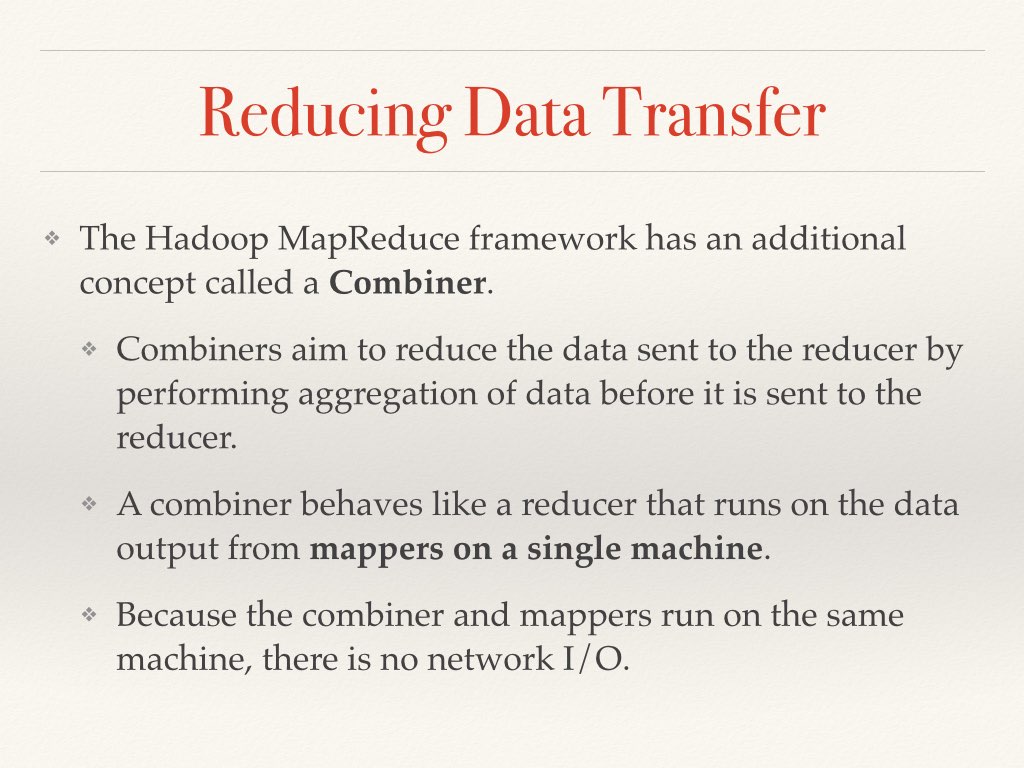 Reducing Data Transfer
❖ The Hadoop MapReduce framework has an additional
concept called a Combiner.
❖ Combiners aim to reduce the data sent to the reducer by
performing aggregation of data before it is sent to the
reducer.
❖ A combiner behaves like a reducer that runs on the data
output from mappers on a single machine.
❖ Because the combiner and mappers run on the same
machine, there is no network I/O.